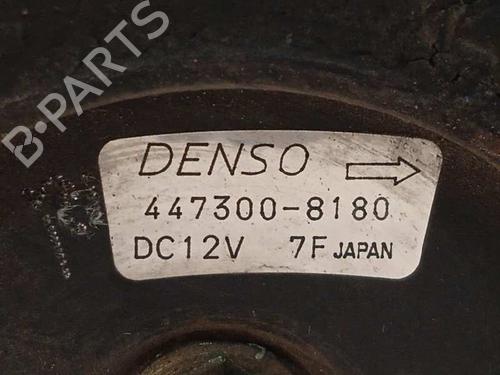 B-PARTS
DENSO
447300-8180
DC12V 7F JAPAN